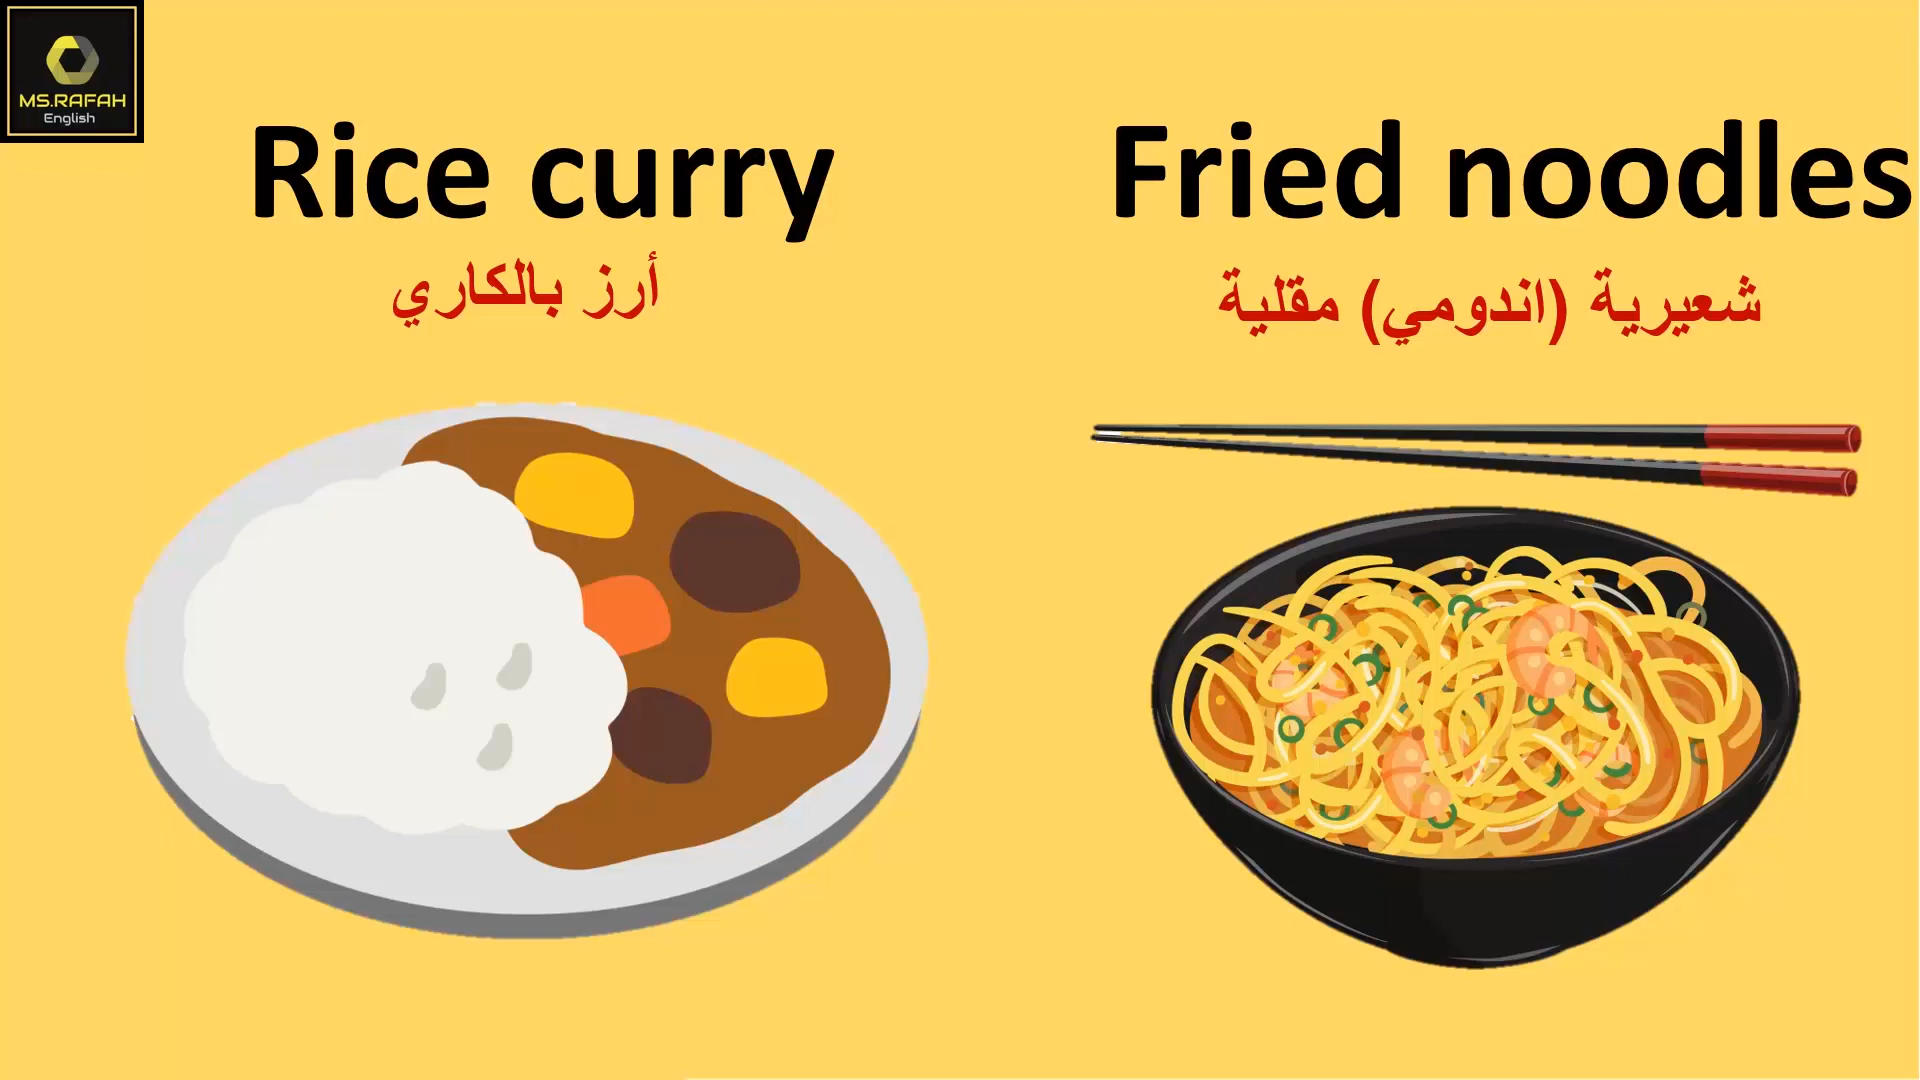 MS.RAFAH
English
Rice curry
أرز بالكاري
Fried noodles
شعيرية (اندومي) مقلية